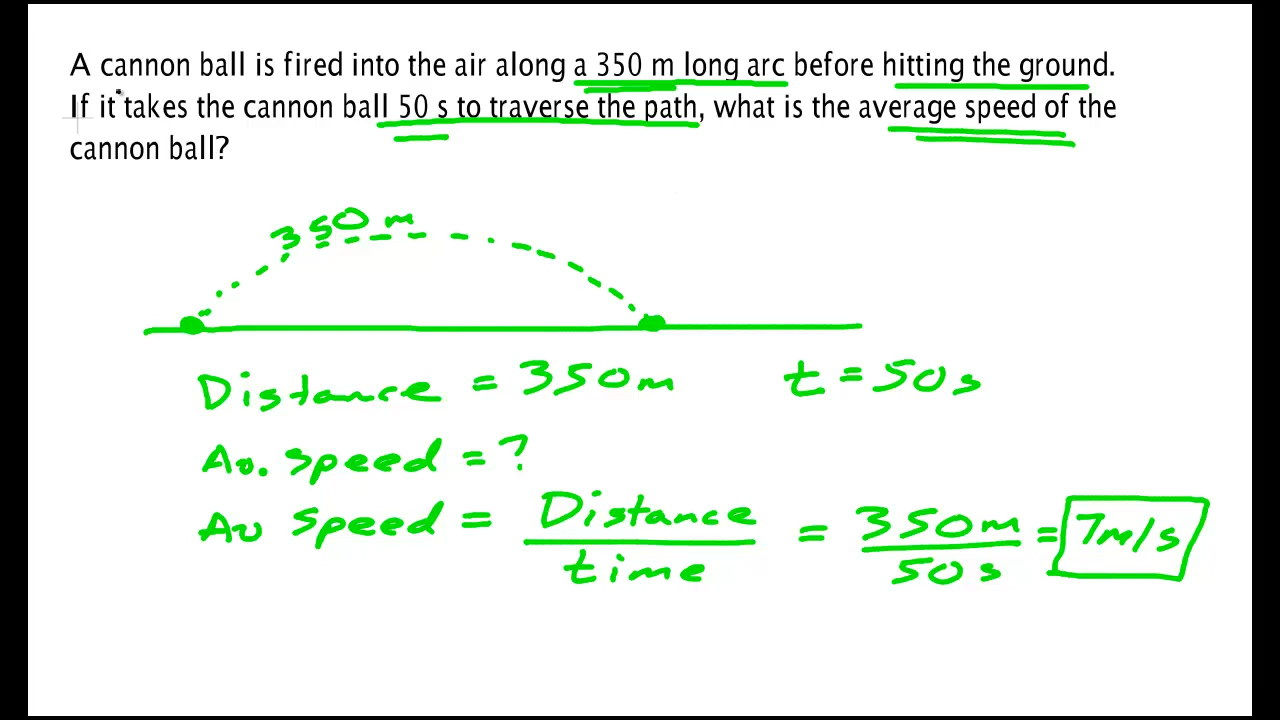 A cannon ball is fired into the air along a 350 m long arc before hitting the ground.
If it takes the cannon ball 50 s to traverse the path, what is the average speed of the
cannon ball?
350 m
Distance = 350m t = 50s
Av. speed = ?
Av speed = Distance / time = 350m / 50s = 7m/s